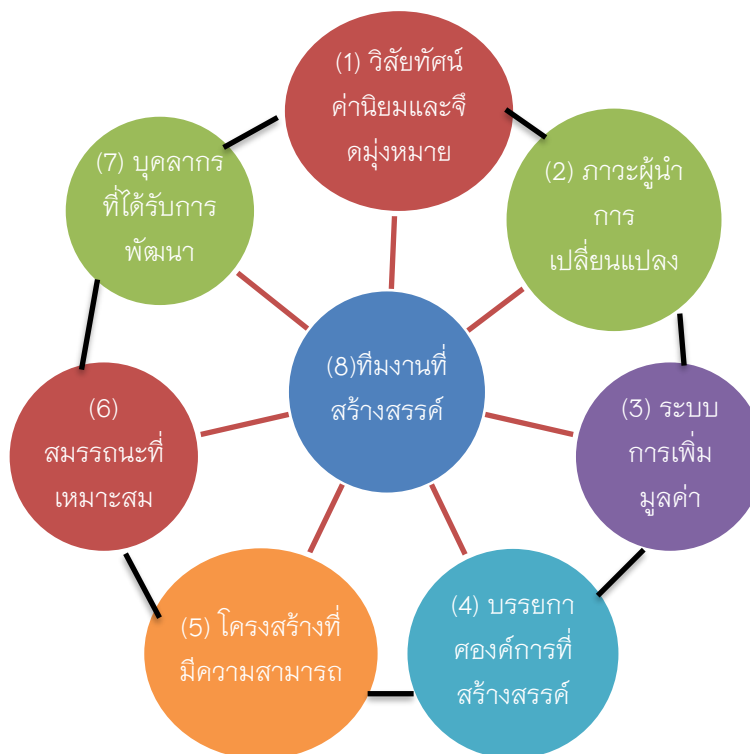 (1) วิสัยทัศน์
ค่านิยมและจึ
ดมุ่งหมาย
(2) ภาวะผู้นำ
การ
เปลี่ยนแปลง
(3) ระบบ
การเพิ่ม
มูลค่า
(4) บรรยกา
ศองค์การที่
สร้างสรรค์
(5) โครงสร้างที่
มีความสามารถ
(6)
สมรรถนะที่
เหมาะสม
(7) บุคลากร
ที่ได้รับการ
พัฒนา
(8)ทีมงานที่
สร้างสรรค์